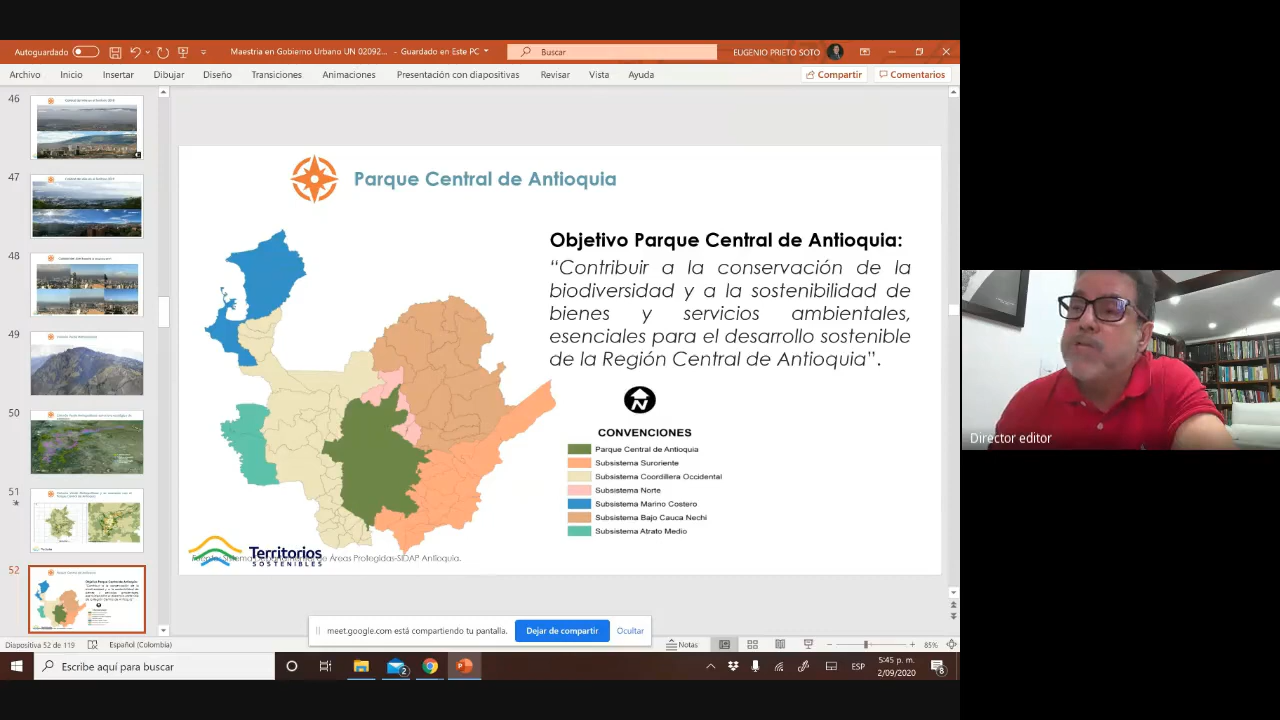 Autoguardado
Maestria en Gobierno Urbano UN 02092... - Guardado en Este PC
Buscar
EUGENIO PRIETO SOTO
Archivo Inicio Insertar Dibujar Diseño Transiciones Animaciones Presentación con diapositivas Revisar Vista Ayuda
Compartir
Comentarios
46
47
48
49
50
51
52
Parque Central de Antioquia
Objetivo Parque Central de Antioquia:
“Contribuir a la conservación de la
biodiversidad y a la sostenibilidad de
bienes y servicios ambientales,
esenciales para el desarrollo sostenible
de la Región Central de Antioquia”.
N
CONVENCIONES
Parque Central de Antioquia
Subsistema Suroriente
Subsistema Coordillera Occidental
Subsistema Norte
Subsistema Marino Costero
Subsistema Bajo Cauca Nechi
Subsistema Atrato Medio
Territorios
SOSTENIBLES
Areas Protegidas-SIDAP Antioquia.
meet.google.com está compartiendo tu pantalla.
Dejar de compartir
Ocultar
Diapositiva 52 de 119
Español (Colombia)
Notas
85%
Escribe aquí para buscar
2
ESP
5:45 p. m.
2/09/2020
8
Director editor